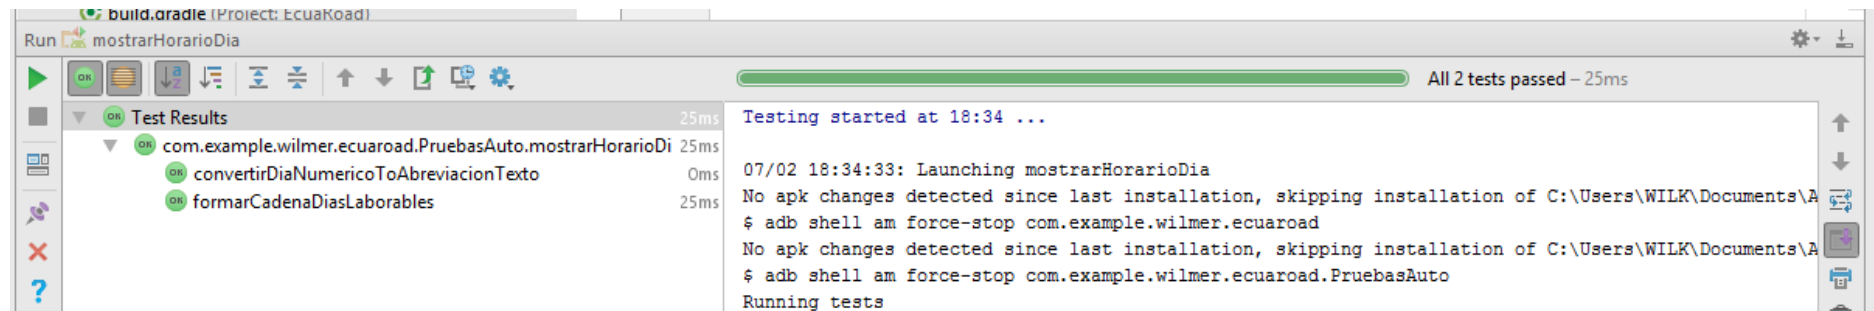 build.gradle (Project: EcuaRoad)
Run mostrarHorarioDia
All 2 tests passed – 25ms
Test Results 25ms
com.example.wilmer.ecuaroad.PruebasAuto.mostrarHorarioDi 25ms
convertirDiaNumericoToAbreviacionTexto 0ms
formarCadenaDiasLaborables 25ms
Testing started at 18:34 ...
07/02 18:34:33: Launching mostrarHorarioDia
No apk changes detected since last installation, skipping installation of C:\Users\WILK\Documents\A
$ adb shell am force-stop com.example.wilmer.ecuaroad
No apk changes detected since last installation, skipping installation of C:\Users\WILK\Documents\A
$ adb shell am force-stop com.example.wilmer.ecuaroad.PruebasAuto
Running tests